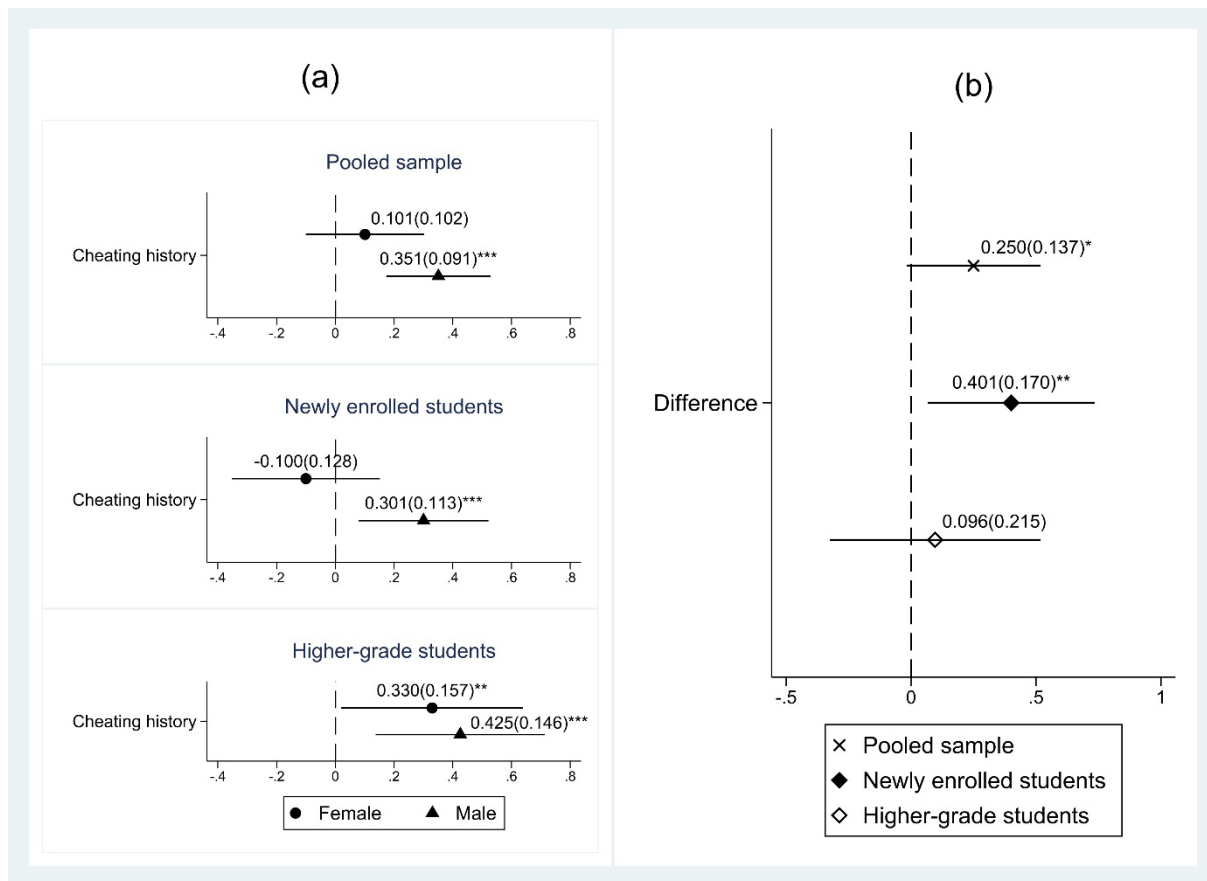 (a)
Pooled sample
0.101(0.102)
Cheating history
0.351(0.091)***
-.4 -.2 0 .2 .4 .6 .8
Newly enrolled students
-0.100(0.128)
Cheating history
0.301(0.113)***
-.4 -.2 0 .2 .4 .6 .8
Higher-grade students
0.330(0.157)**
Cheating history
0.425(0.146)***
-.4 -.2 0 .2 .4 .6 .8
Female Male
(b)
0.250(0.137)*
0.401(0.170)**
Difference
0.096(0.215)
-.5 0 .5 1
Pooled sample
Newly enrolled students
Higher-grade students